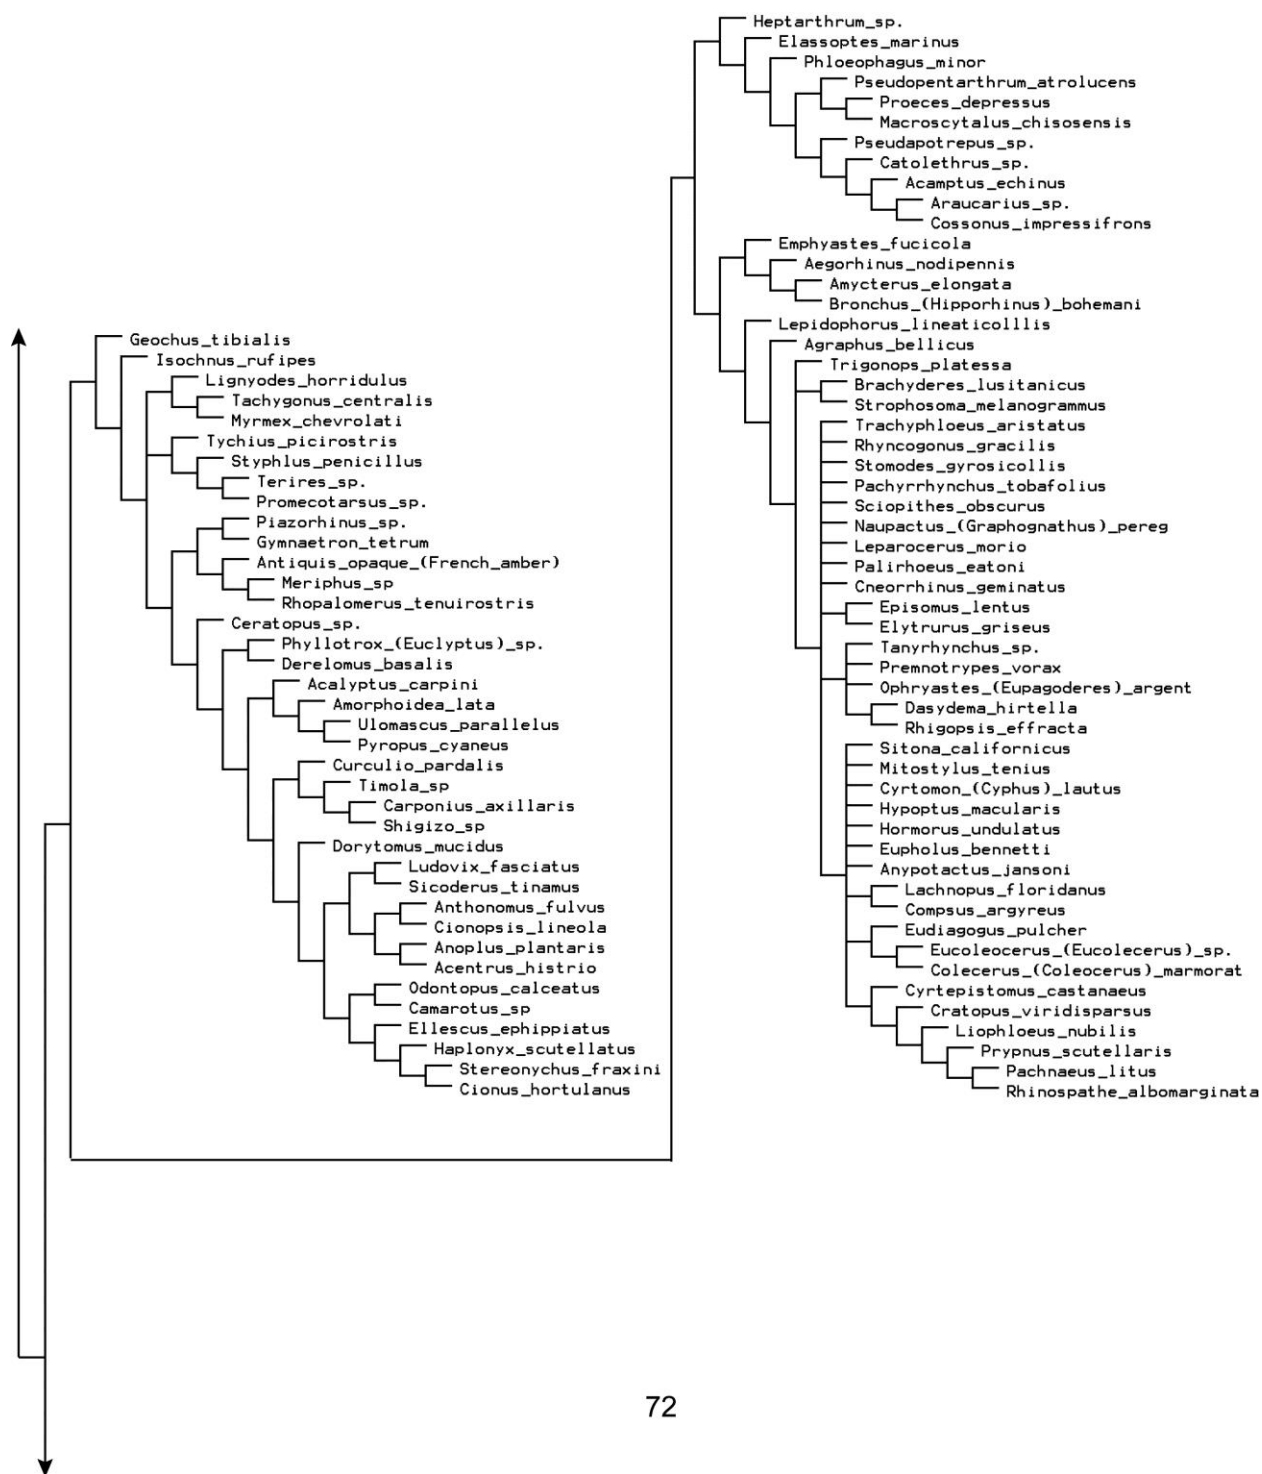 Geochus_tibialis
Isochnus_rufipes
Lignyodes_horridulus
Tachygonus_centralis
Myrmex_chevrolati
Tychius_picirostris
Styphlus_penicillus
Terires_sp.
Promecotarsus_sp.
Piazorhinus_sp.
Gymnaetron_tetrum
Antiquis_opaque_(French_amber)
Meriphus_sp
Rhopalomerus_tenuirostris
Ceratopus_sp.
Phyllotrox_(Euclyptus)_sp.
Derelomus_basalis
Acalyptus_carpini
Amorphoidea_lata
Ulomascus_parallelus
Pyropus_cyaneus
Curculio_pardalis
Timola_sp
Carponius_axillaris
Shigizo_sp
Dorytomus_mucidus
Ludovix_fasciatus
Sicoderus_tinamus
Anthonomus_fulvus
Cionopsis_lineola
Anoplus_plantaris
Acentrus_histrio
Odontopus_calceatus
Camarotus_sp
Ellescus_ephippiatus
Haplonyx_scutellatus
Stereonychus_fraxini
Cionus_hortulanus
Heptarthrum_sp.
Elassoptes_marinus
Phloeophagus_minor
Pseudopentarthrum_atrolucens
Proeces_depressus
Macroscytalus_chisosensis
Pseudapotrepus_sp.
Catolethrus_sp.
Acamptus_echinus
Araucarius_sp.
Cossonus_impressifrons
Emphyastes_fucicola
Aegorhinus_nodipennis
Amycterus_elongata
Bronchus_(Hipporhinus)_bohemani
Lepidophorus_lineaticolllis
Agraphus_bellicus
Trigonops_platessa
Brachyderes_lusitanicus
Strophosoma_melanogrammus
Trachyphloeus_aristatus
Rhyncogonus_gracilis
Stomodes_gyrosicollis
Pachyrrhynchus_tobafolius
Sciopithes_obscurus
Naupactus_(Graphognathus)_pereg
Leparocerus_morio
Palirhoeus_eatoni
Cneorrhinus_geminatus
Episomus_lentus
Elytrurus_griseus
Tanyrhynchus_sp.
Premnotrypes_vorax
Ophryastes_(Eupagoderes)_argent
Dasydema_hirtella
Rhigopsis_effracta
Sitona_californicus
Mitostylus_tenius
Cyrtomon_(Cyphus)_lautus
Hypoptus_macularis
Hormorus_undulatus
Eupholus_bennetti
Anypotactus_jansoni
Lachnopus_floridanus
Compsus_argyreus
Eudiagogus_pulcher
Eucoleocerus_(Eucolecerus)_sp.
Colecerus_(Coleocerus)_marmorat
Cyrtepistomus_castanaeus
Cratopus_viridisparsus
Liophloeus_nubilis
Prypnus_scutellaris
Pachnaeus_litus
Rhinospathe_albomarginata
72